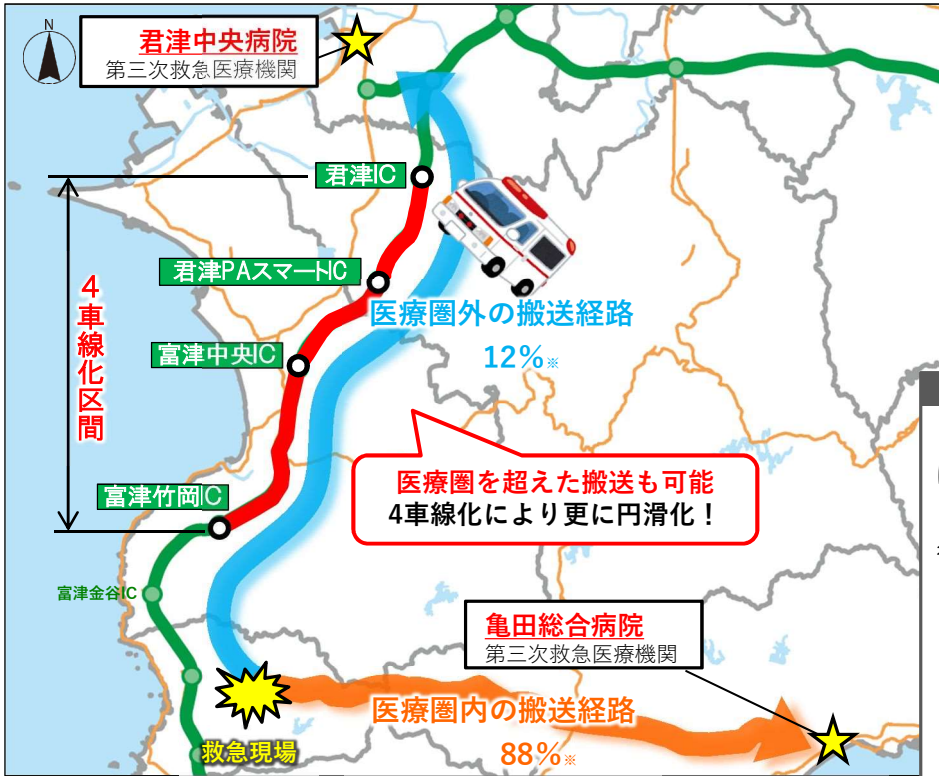 N
君津中央病院
第三次救急医療機関
君津IC
君津PAスマートIC
医療圏外の搬送経路
12%※
4車線化区間
富津中央IC
医療圏を超えた搬送も可能
4車線化により更に円滑化！
富津竹岡IC
富津金谷IC
亀田総合病院
第三次救急医療機関
医療圏内の搬送経路
88%※
救急現場